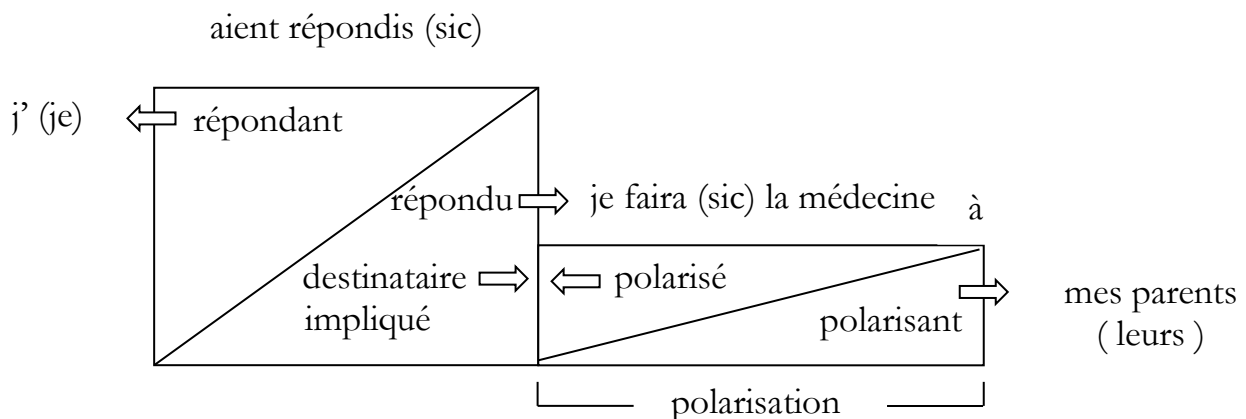 aient répondis (sic)
j’ (je)
répondant
répondu
je faira (sic) la médecine
à
destinataire
impliqué
polarisé
polarisant
mes parents
( leurs )
polarisation